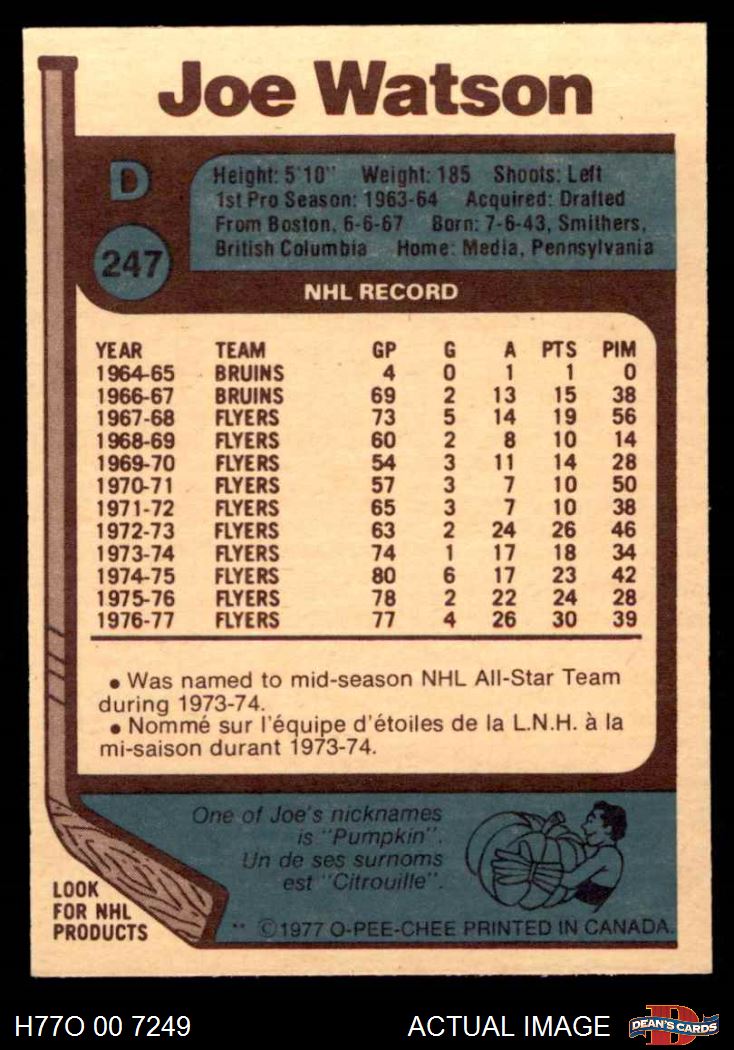 Joe Watson
D
247
Height: 5'10" Weight: 185 Shoots: Left
1st Pro Season: 1963-64 Acquired: Drafted
From Boston, 6-6-67 Born: 7-6-43, Smithers,
British Columbia Home: Media, Pennsylvania
NHL RECORD
YEAR TEAM GP G A PTS PIM
1964-65 BRUINS 4 0 1 1 0
1966-67 BRUINS 69 2 13 15 38
1967-68 FLYERS 73 5 14 19 56
1968-69 FLYERS 60 2 8 10 14
1969-70 FLYERS 54 3 11 14 28
1970-71 FLYERS 57 3 7 10 50
1971-72 FLYERS 65 3 7 10 38
1972-73 FLYERS 63 2 24 26 46
1973-74 FLYERS 74 1 17 18 34
1974-75 FLYERS 80 6 17 23 42
1975-76 FLYERS 78 2 22 24 28
1976-77 FLYERS 77 4 26 30 39
• Was named to mid-season NHL All-Star Team
during 1973-74.
• Nommé sur l'équipe d'étoiles de la L.N.H. à la
mi-saison durant 1973-74.
One of Joe's nicknames
is "Pumpkin".
Un de ses surnoms
est "Citrouille".
LOOK
FOR NHL
PRODUCTS
** ©1977 O-PEE-CHEE PRINTED IN CANADA.
H77O 00 7249
ACTUAL IMAGE
D
DEAN'S CARDS